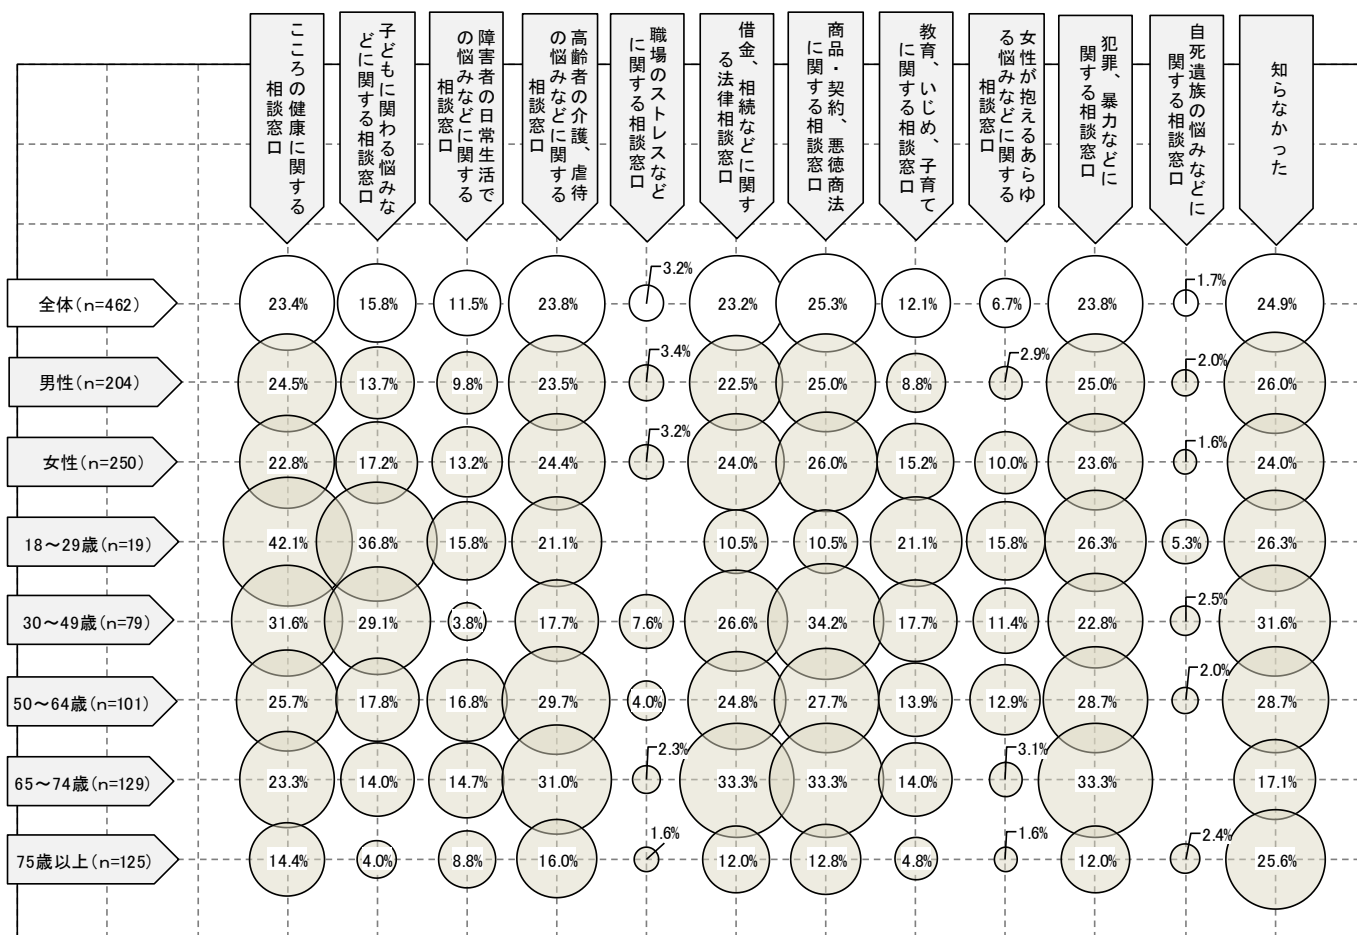 こころの健康に関する
相談窓口
子どもに関わる悩みな
どに関する相談窓口
障害者の日常生活で
の悩みなどに関する
相談窓口
高齢者の介護、虐待
の悩みなどに関する
相談窓口
職場のストレスなど
に関する相談窓口
借金、相続などに関す
る法律相談窓口
商品・契約、悪徳商法
に関する相談窓口
教育、いじめ、子育て
に関する相談窓口
女性が抱えるあらゆ
る悩みなどに関する
相談窓口
犯罪、暴力などに
関する相談窓口
自死遺族の悩みなどに
関する相談窓口
知らなかった
全体(n=462) 23.4% 15.8% 11.5% 23.8% 3.2% 23.2% 25.3% 12.1% 6.7% 23.8% 1.7% 24.9%
男性(n=204) 24.5% 13.7% 9.8% 23.5% 3.4% 22.5% 25.0% 8.8% 2.9% 25.0% 2.0% 26.0%
女性(n=250) 22.8% 17.2% 13.2% 24.4% 3.2% 24.0% 26.0% 15.2% 10.0% 23.6% 1.6% 24.0%
18～29歳(n=19) 42.1% 36.8% 15.8% 21.1% 10.5% 10.5% 21.1% 15.8% 26.3% 5.3% 26.3%
30～49歳(n=79) 31.6% 29.1% 3.8% 17.7% 7.6% 26.6% 34.2% 17.7% 11.4% 22.8% 2.5% 31.6%
50～64歳(n=101) 25.7% 17.8% 16.8% 29.7% 4.0% 24.8% 27.7% 13.9% 12.9% 28.7% 2.0% 28.7%
65～74歳(n=129) 23.3% 14.0% 14.7% 31.0% 2.3% 33.3% 33.3% 14.0% 3.1% 33.3% 17.1%
75歳以上(n=125) 14.4% 4.0% 8.8% 16.0% 1.6% 12.0% 12.8% 4.8% 1.6% 12.0% 2.4% 25.6%